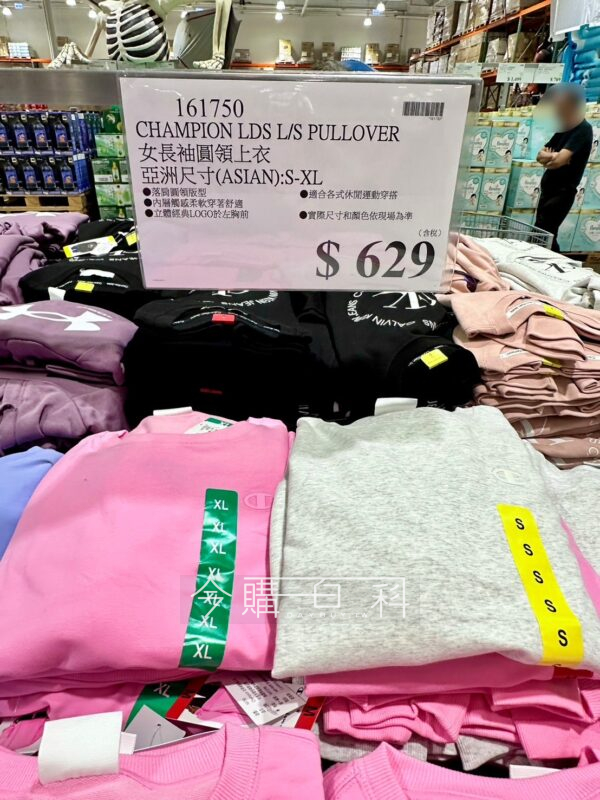 161750
CHAMPION LDS L/S PULLOVER
女長袖圓領上衣
亞洲尺寸(ASIAN):S-XL
●落肩圓領版型
●適合各式休閒運動穿搭
●內層觸感柔軟穿著舒適
●立體經典LOGO於左胸前
●實際尺寸和顏色依現場為準
(含稅)
$ 629
CALVIN KLEIN JEANS
XL
XL
XL
XL
XL
XL
XL
S
S
S
S
S
XL